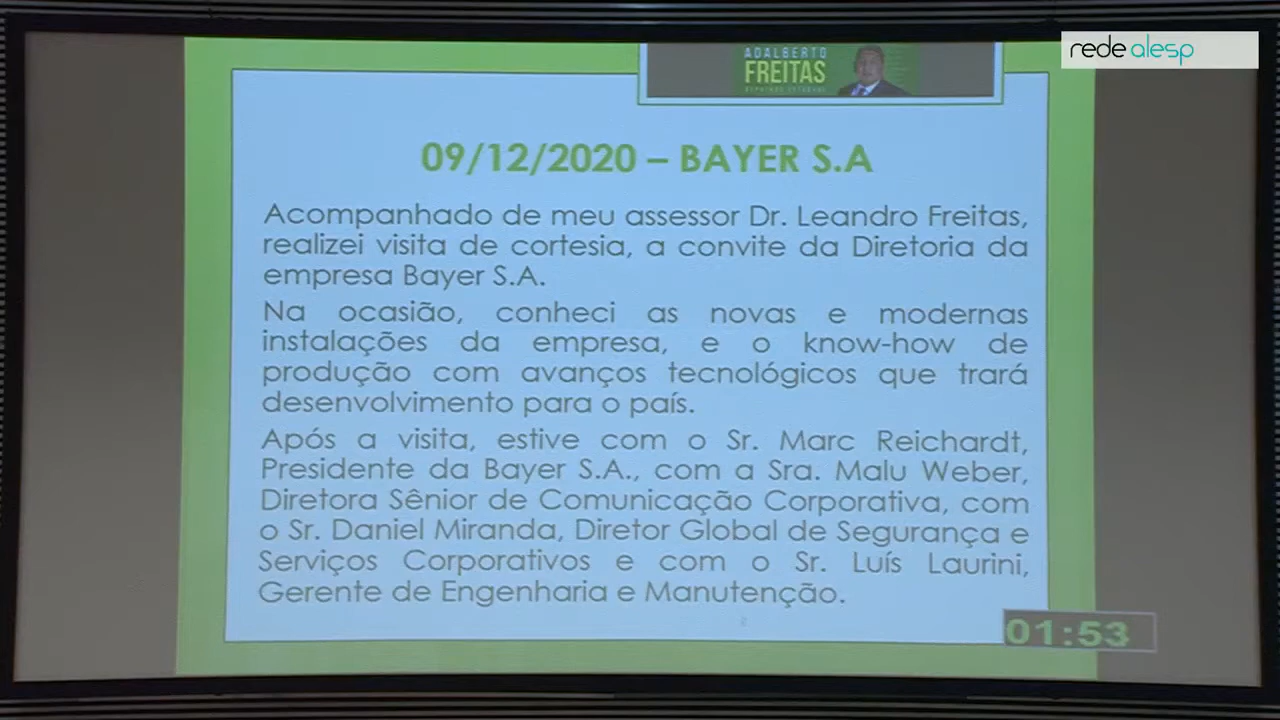 rede alesp
ADALBERTO
FREITAS
DEPUTADO ESTADUAL
09/12/2020 – BAYER S.A
Acompanhado de meu assessor Dr. Leandro Freitas,
realizei visita de cortesia, a convite da Diretoria da
empresa Bayer S.A.
Na ocasião, conheci as novas e modernas
instalações da empresa, e o know-how de
produção com avanços tecnológicos que trará
desenvolvimento para o país.
Após a visita, estive com o Sr. Marc Reichardt,
Presidente da Bayer S.A., com a Sra. Malu Weber,
Diretora Sênior de Comunicação Corporativa, com
o Sr. Daniel Miranda, Diretor Global de Segurança e
Serviços Corporativos e com o Sr. Luís Laurini,
Gerente de Engenharia e Manutenção.
01:53